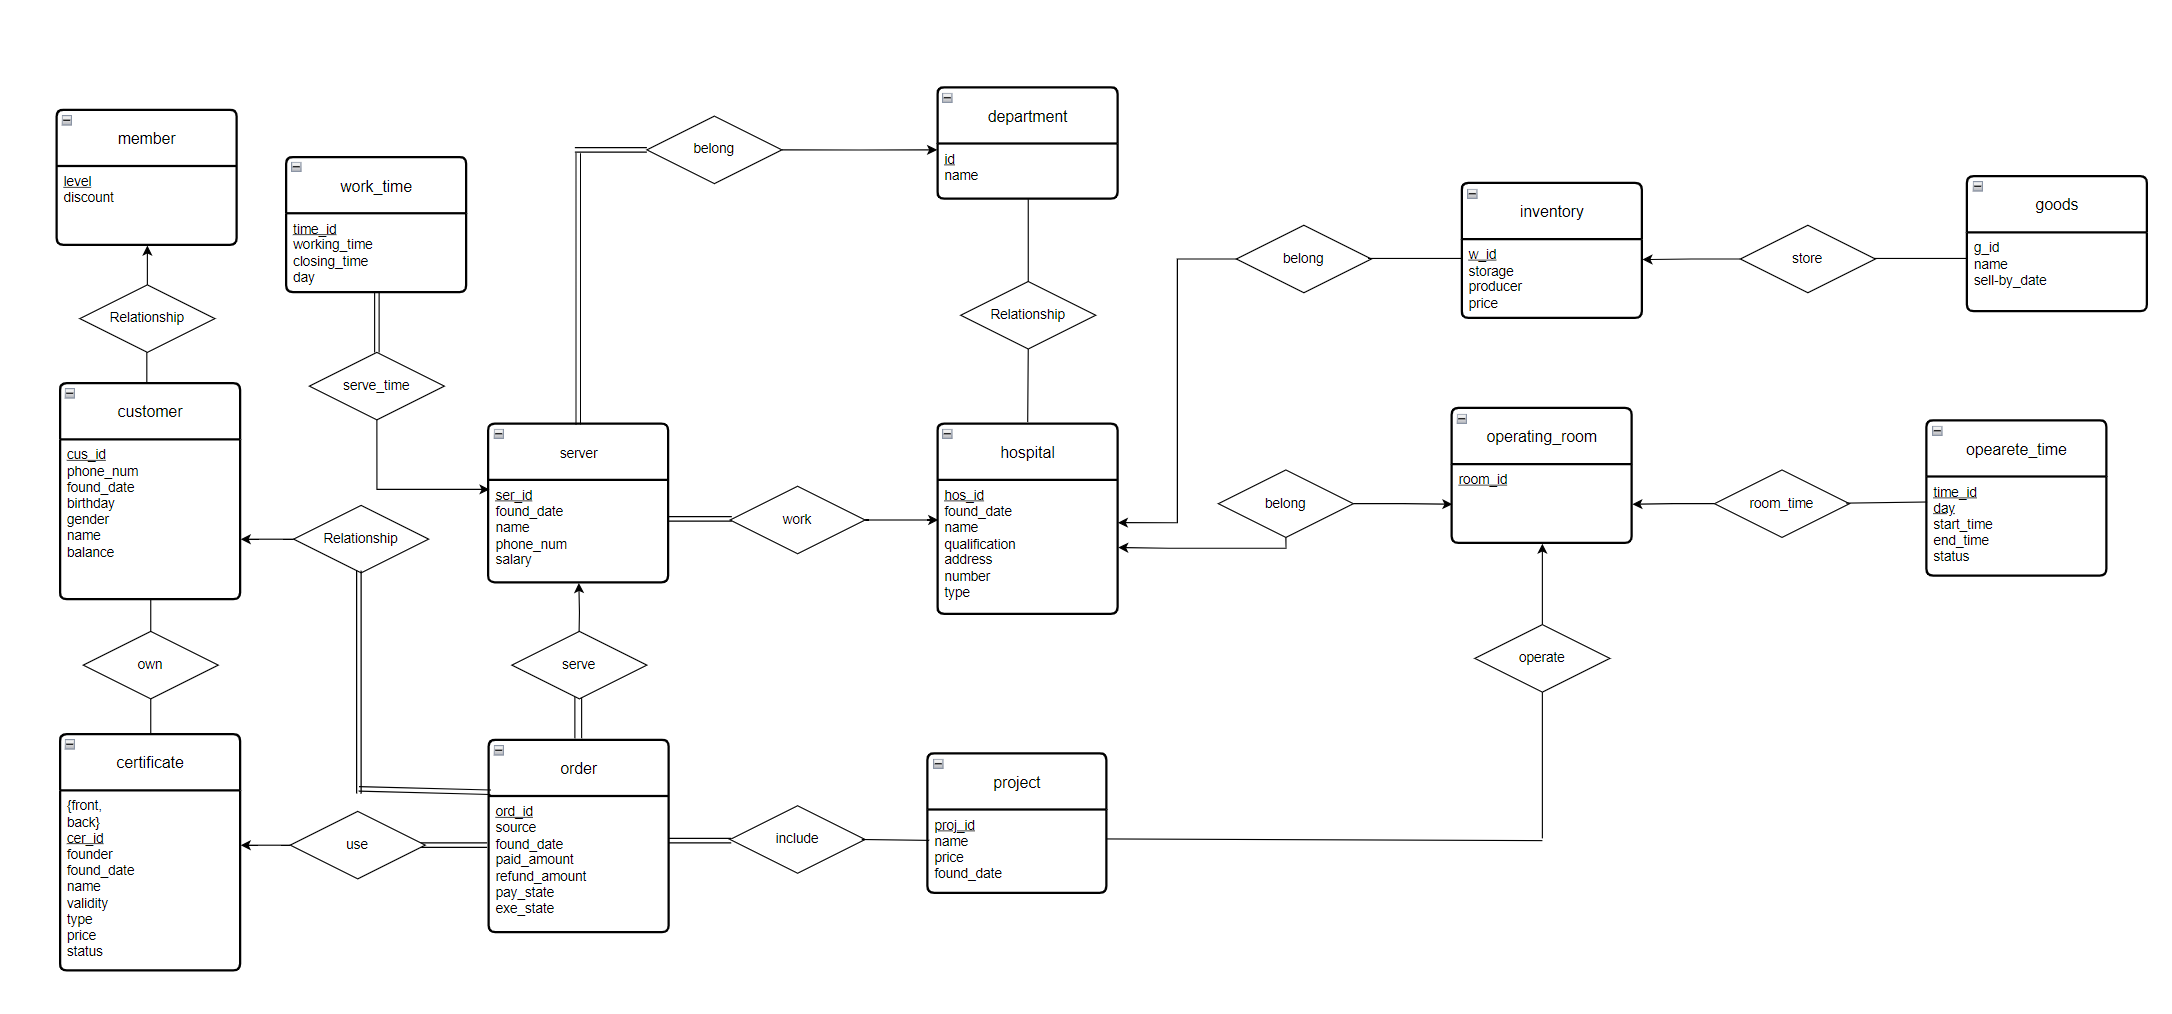 member
level
discount
work_time
time_id
working_time
closing_time
day
belong
department
id
name
inventory
w_id
storage
producer
price
goods
g_id
name
sell-by_date
Relationship
serve_time
Relationship
belong
store
customer
cus_id
phone_num
found_date
birthday
gender
name
balance
Relationship
server
ser_id
found_date
name
phone_num
salary
work
hospital
hos_id
found_date
name
qualification
address
number
type
belong
operating_room
room_id
room_time
opearete_time
time_id
day
start_time
end_time
status
own
serve
operate
certificate
{front,
back}
cer_id
founder
found_date
name
validity
type
price
status
use
order
ord_id
source
found_date
paid_amount
refund_amount
pay_state
exe_state
include
project
proj_id
name
price
found_date